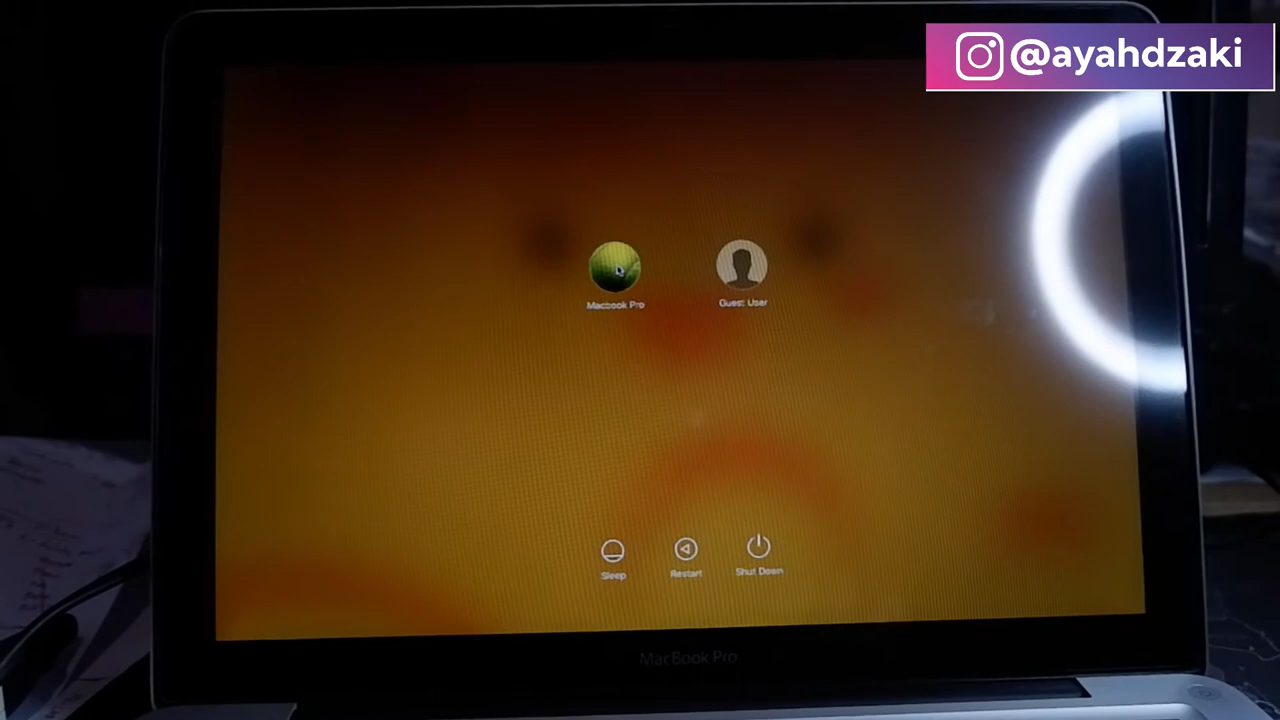 @ayahdzaki
Macbook Pro
Guest User
Sleep
Restart
Shut Down
MacBook Pro